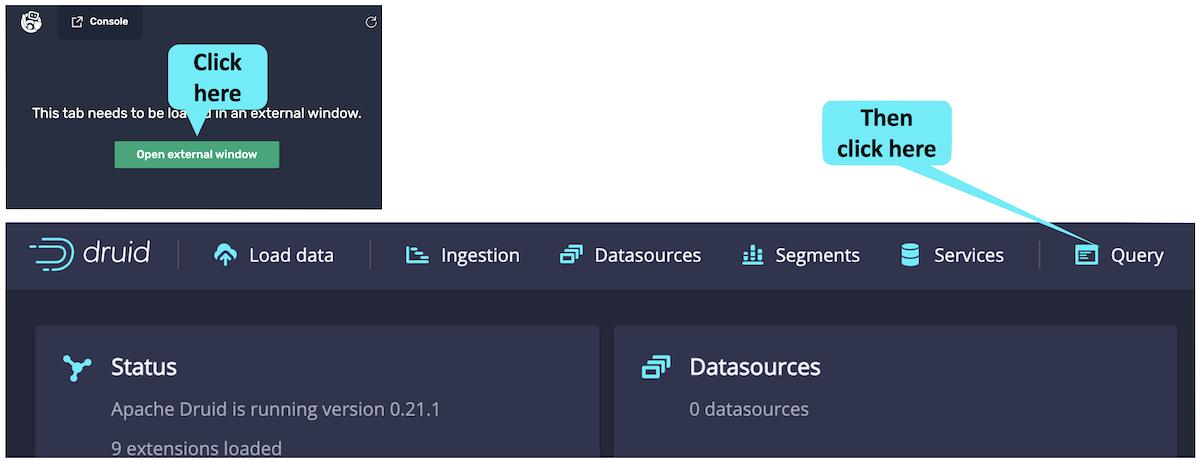 Console
Click
here
This tab needs to be loa d in an external window.
Open external window
Then
click here
druid
Load data
Ingestion
Datasources
Segments
Services
Query
Status
Apache Druid is running version 0.21.1
9 extensions loaded
Datasources
0 datasources